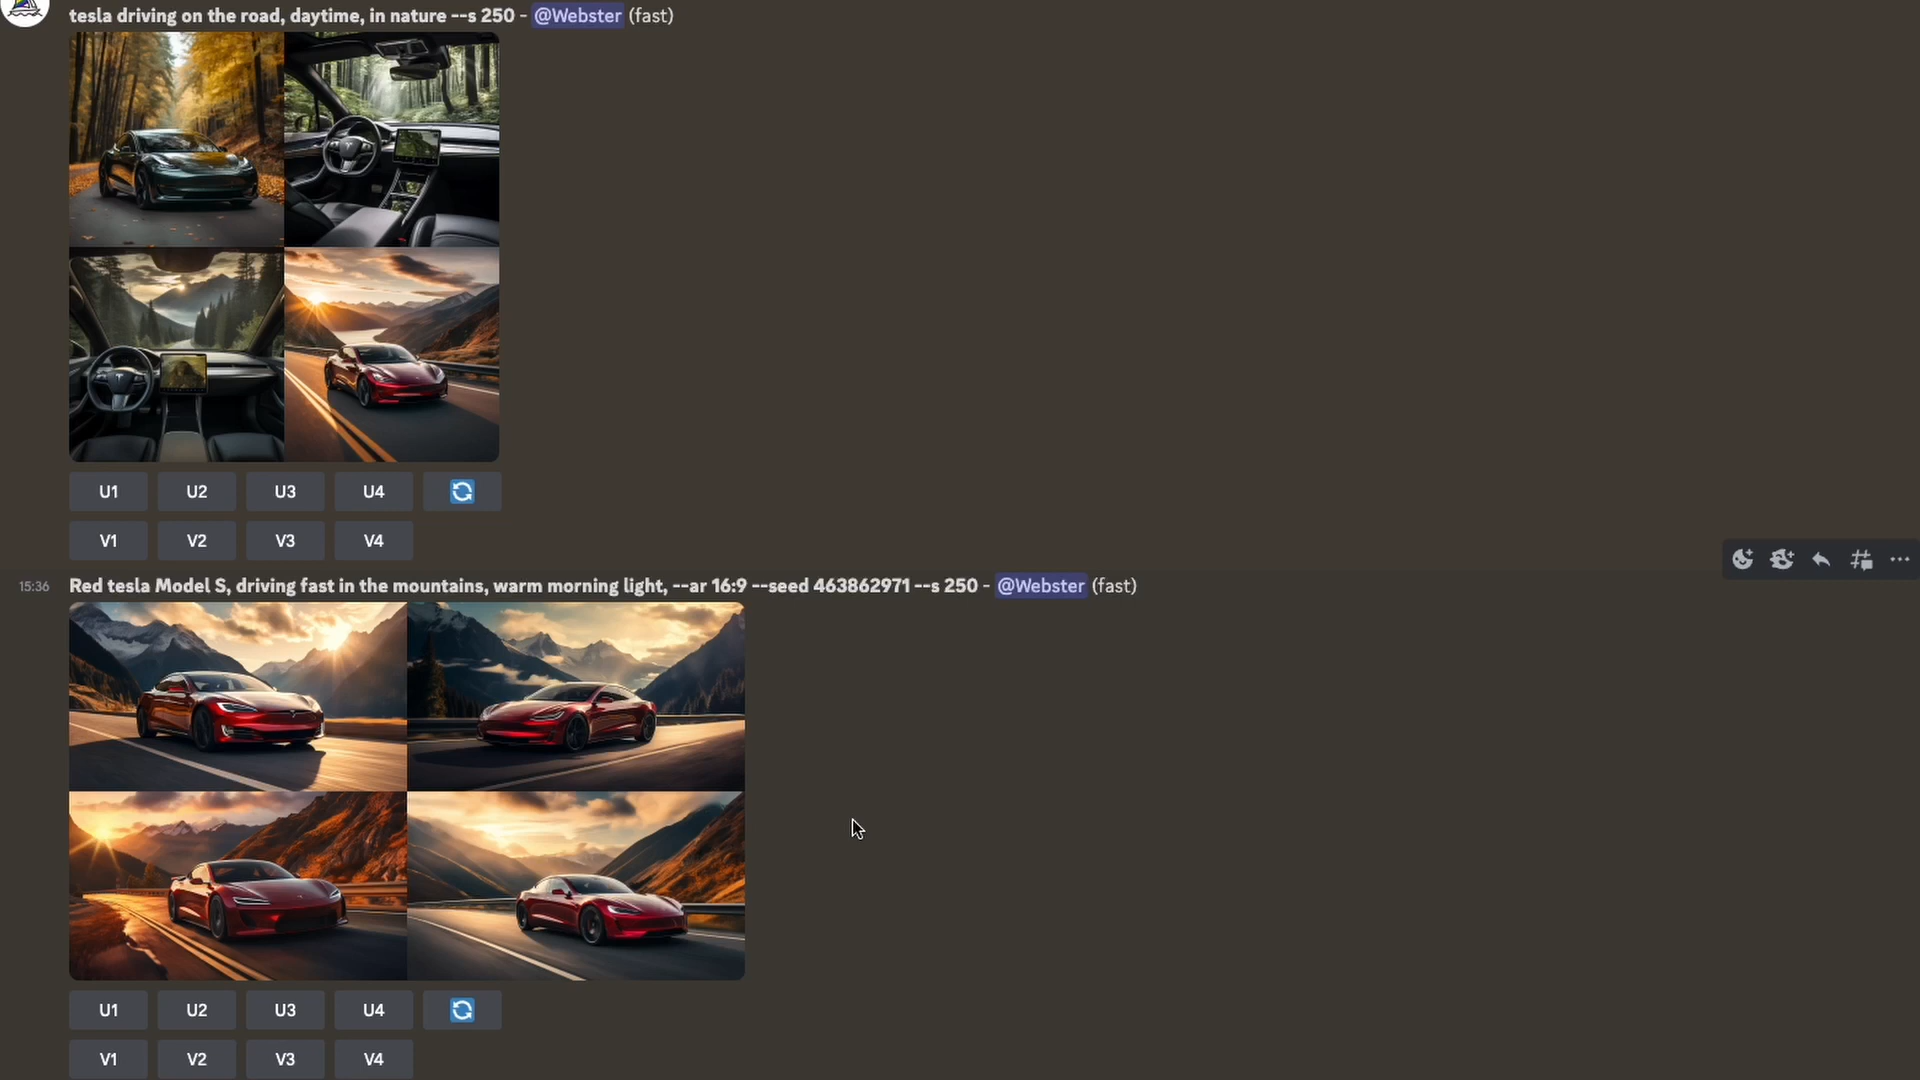 tesla driving on the road, daytime, in nature --s 250 - @Webster (fast)
U1 U2 U3 U4
V1 V2 V3 V4
15:36 Red tesla Model S, driving fast in the mountains, warm morning light, --ar 16:9 --seed 463862971 --s 250 - @Webster (fast)
U1 U2 U3 U4
V1 V2 V3 V4